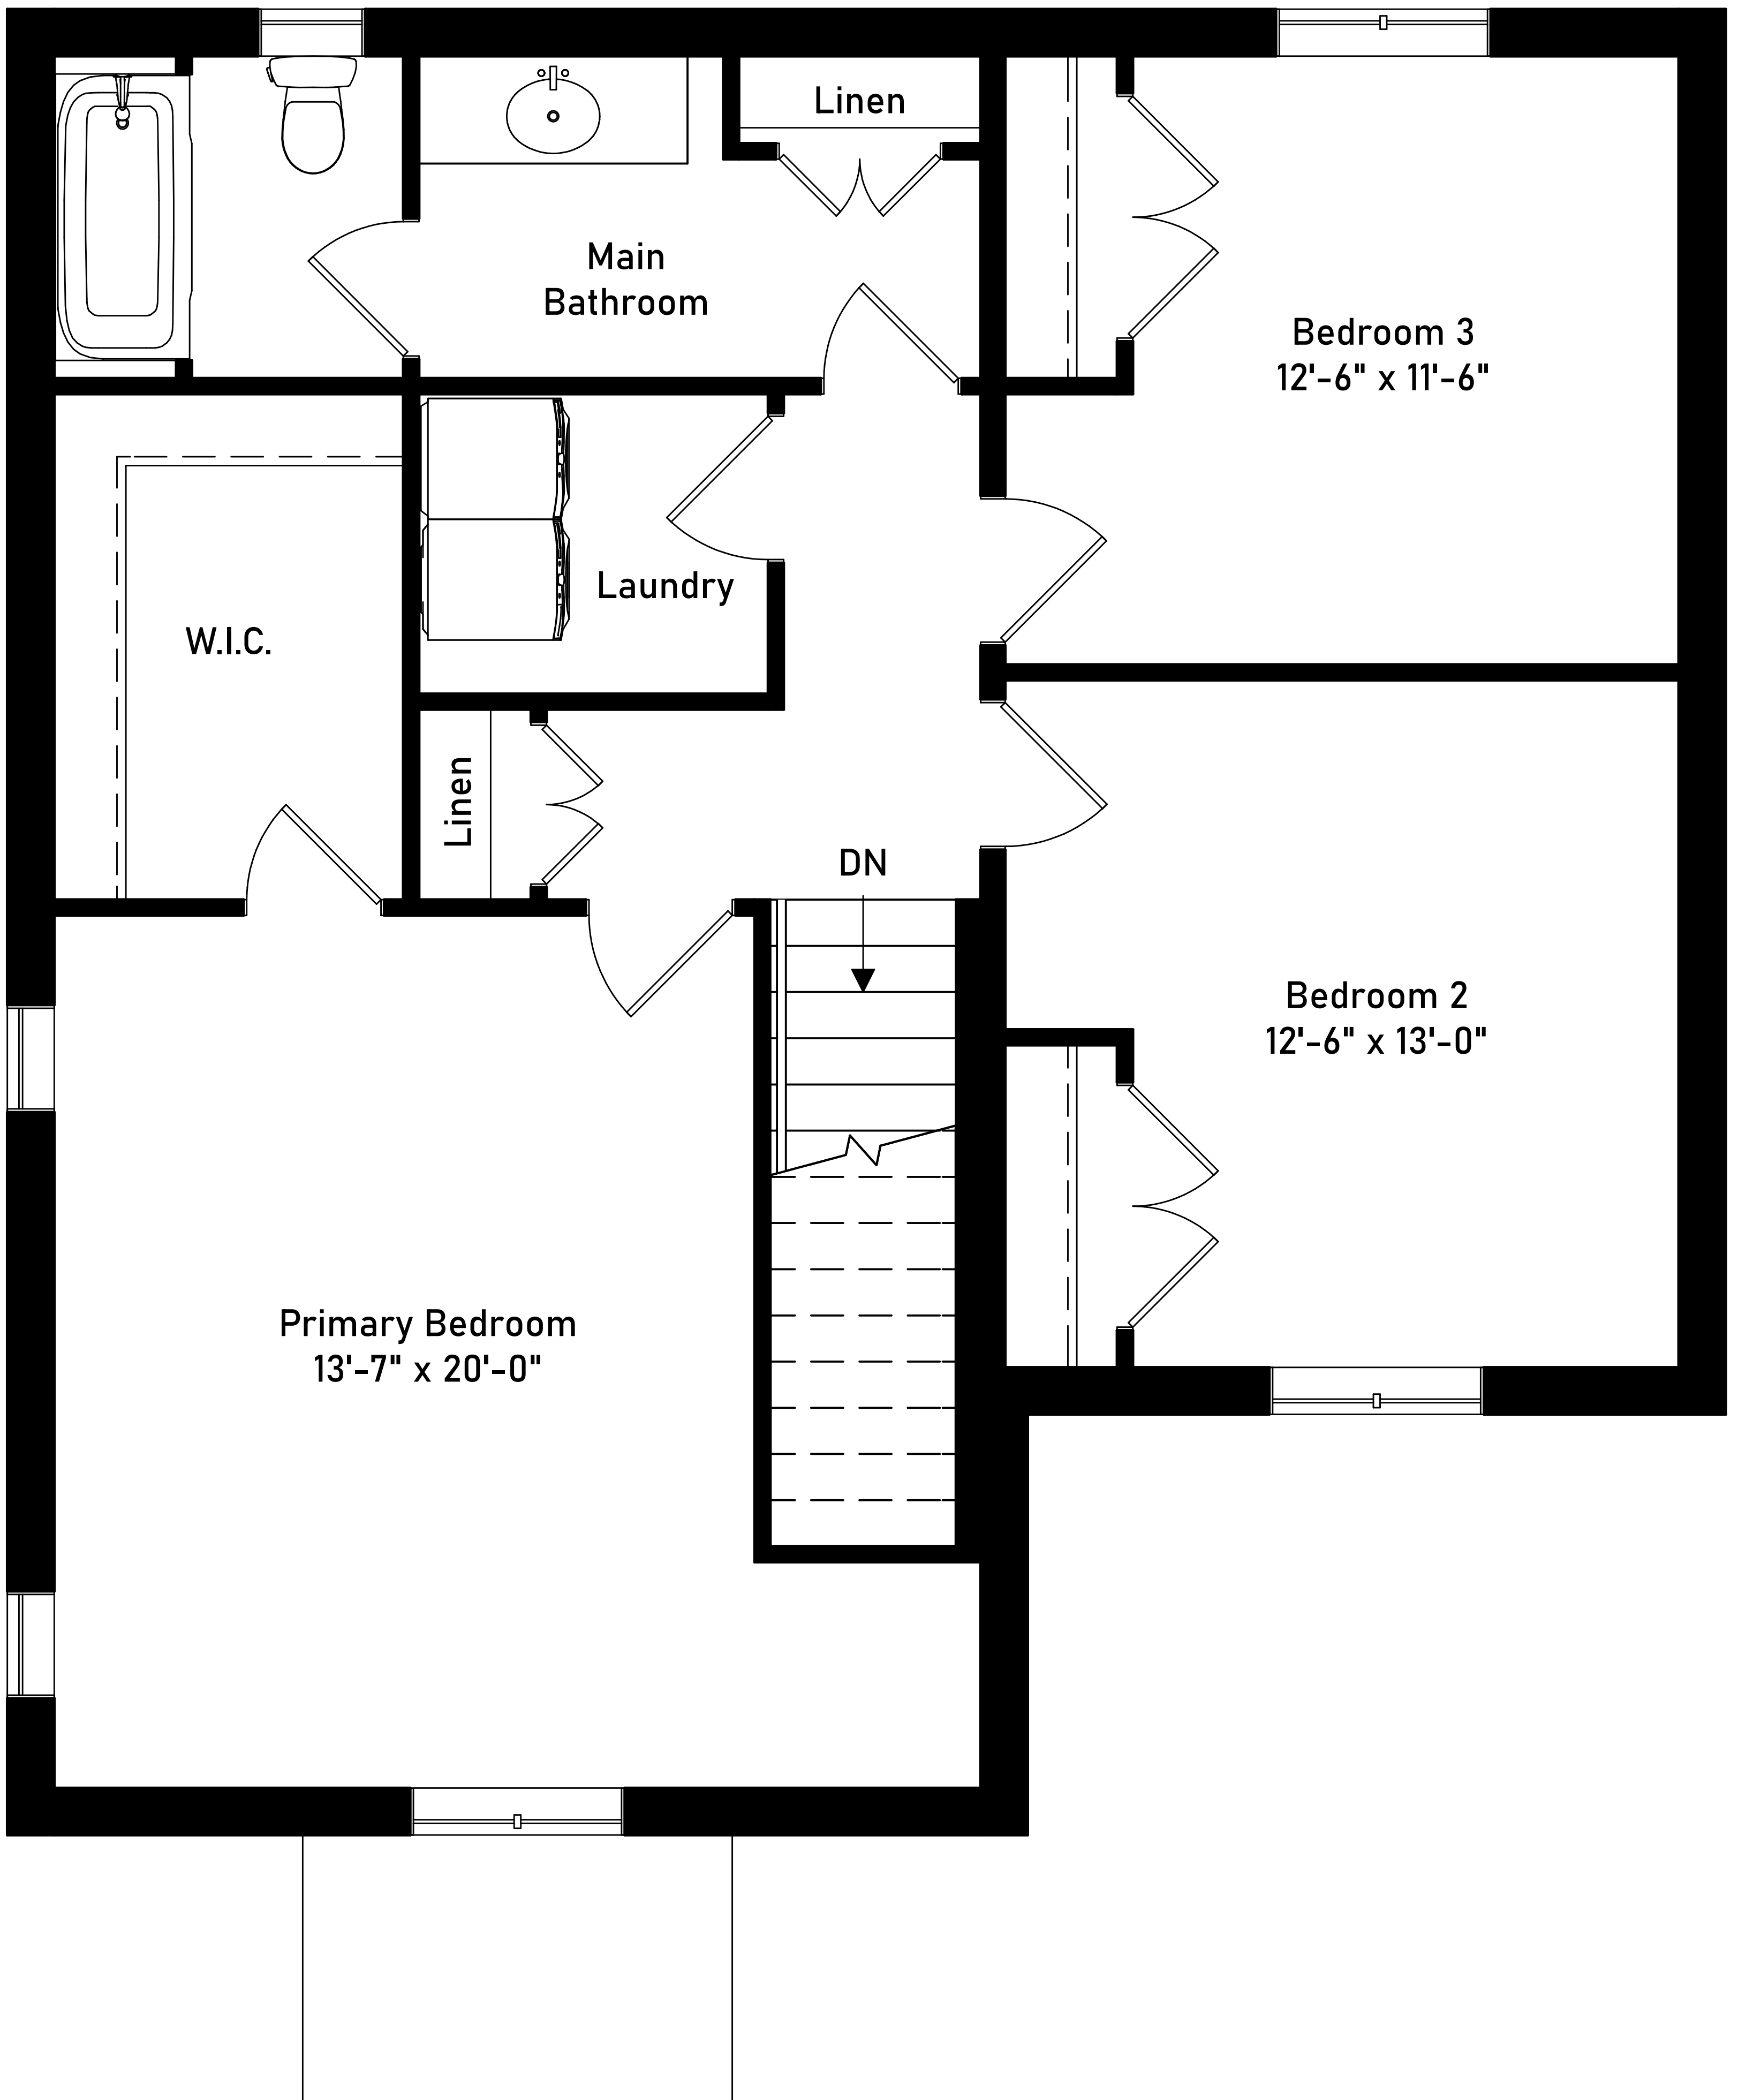 Linen
Main
Bathroom
Bedroom 3
12'-6" x 11'-6"
Laundry
W.I.C.
Linen
DN
Bedroom 2
12'-6" x 13'-0"
Primary Bedroom
13'-7" x 20'-0"